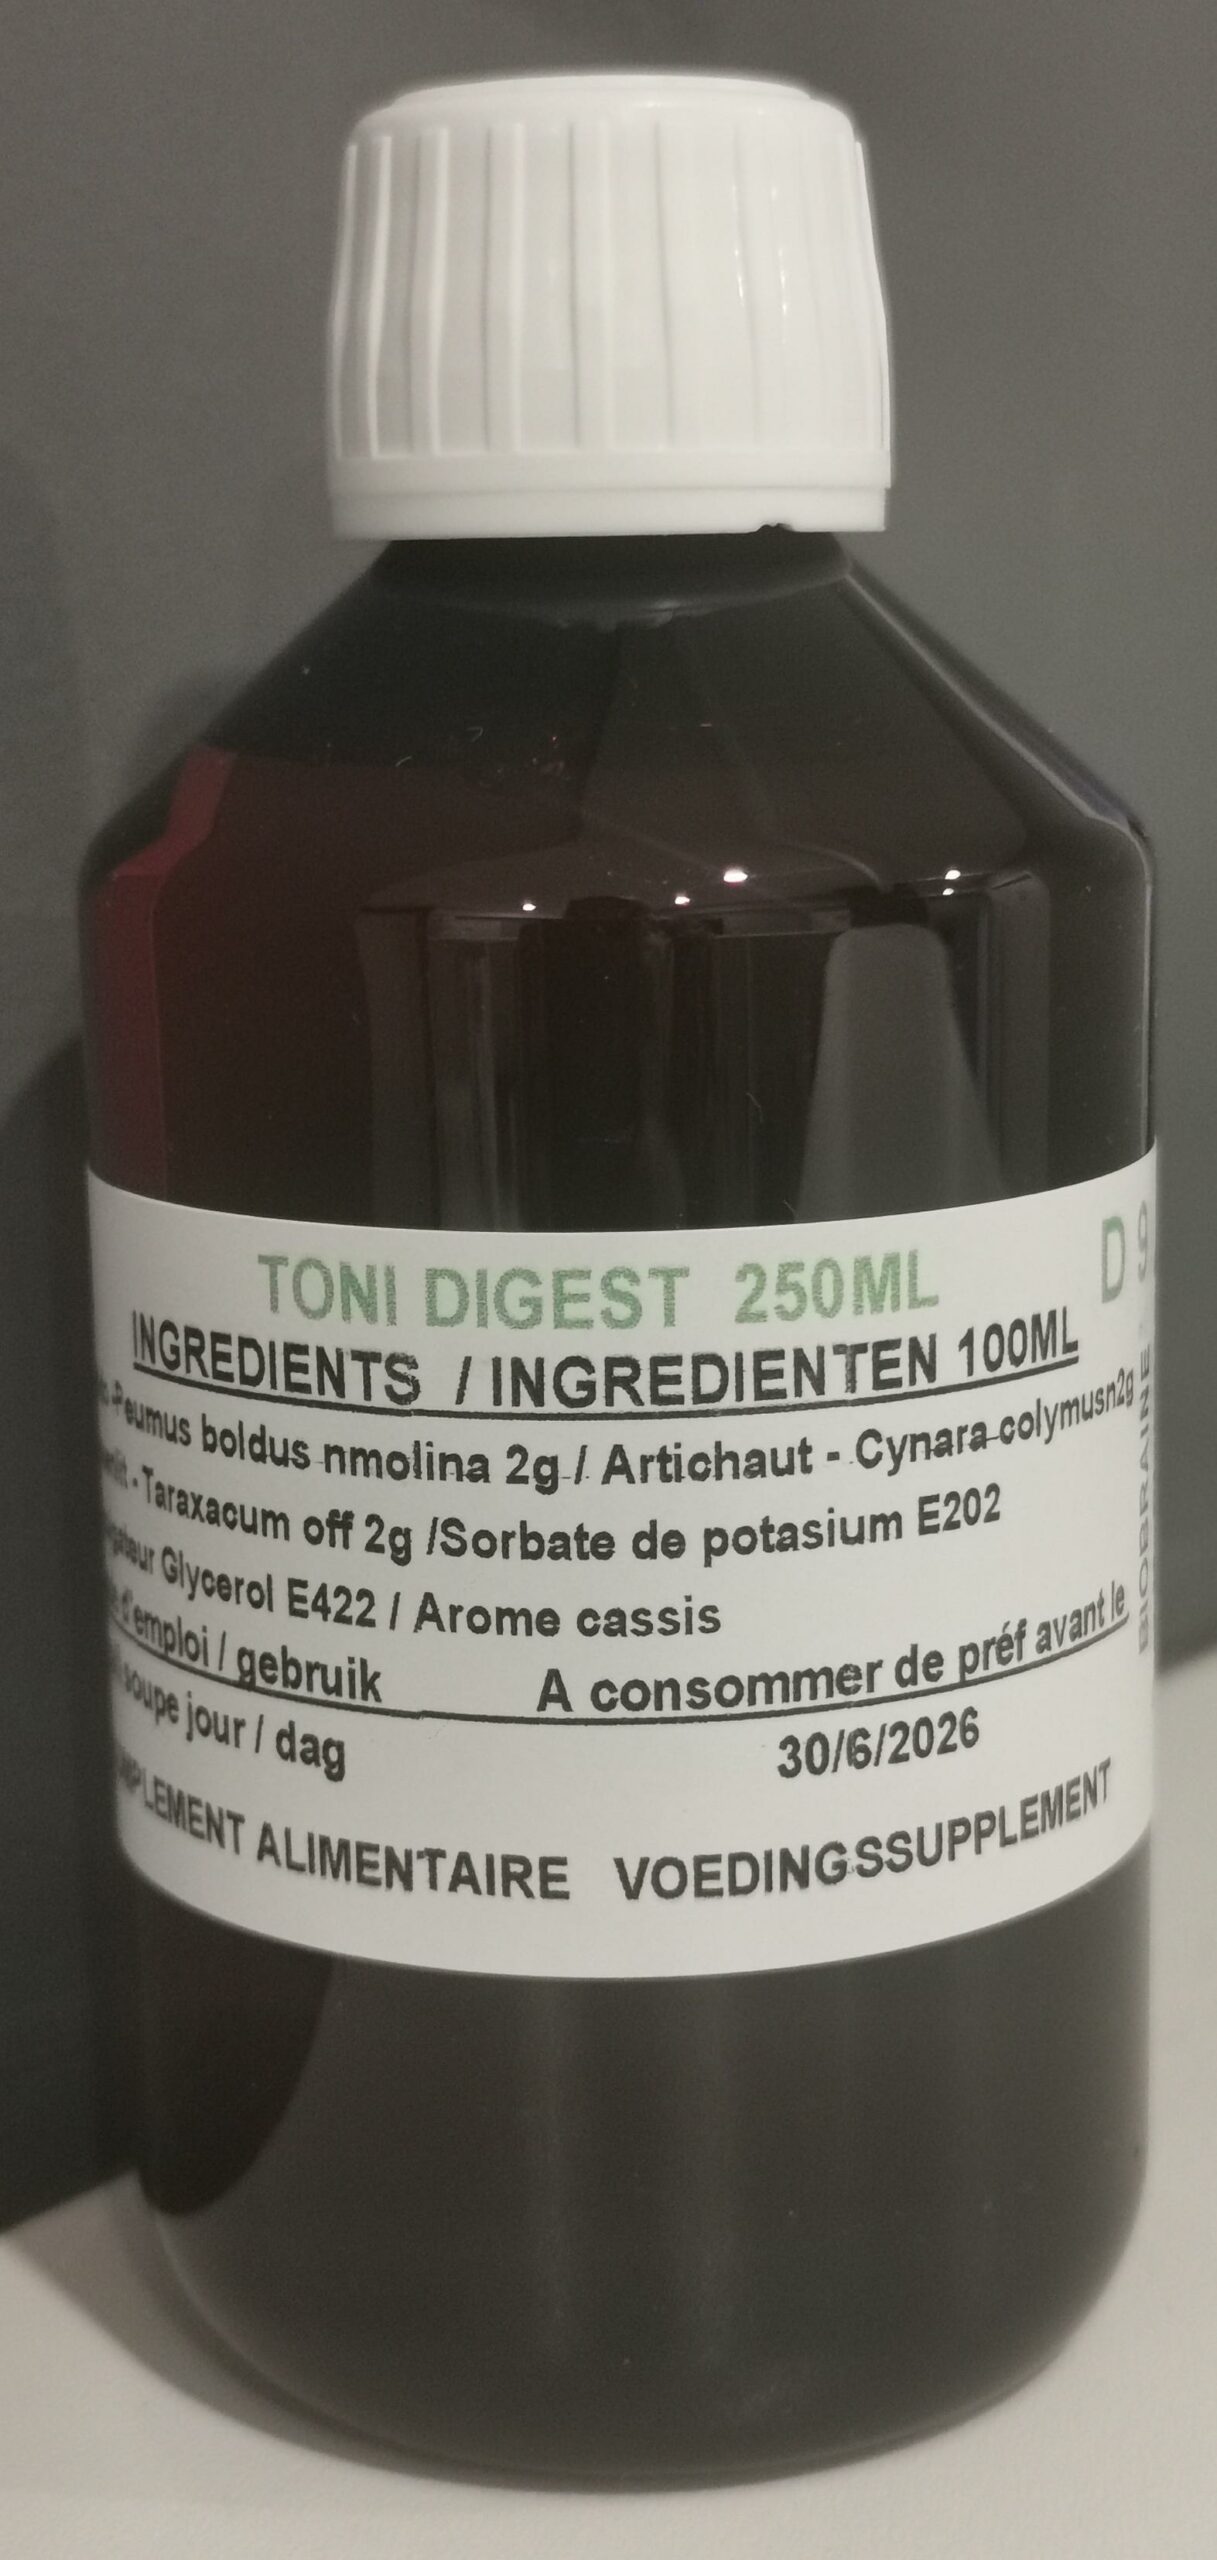 TONI DIGEST 250ML
D 9
INGREDIENTS / INGREDIENTEN 100ML
-Peumus boldus nmolina 2g / Artichaut - Cynara colymusn2g
- Taraxacum off 2g /Sorbate de potasium E202
Glycerol E422 / Arome cassis
d'emploi / gebruik A consommer de préf avant le
soupe jour / dag 30/6/2026
ALIMENTAIRE VOEDINGSSUPPLEMENT
BIOBRAINE